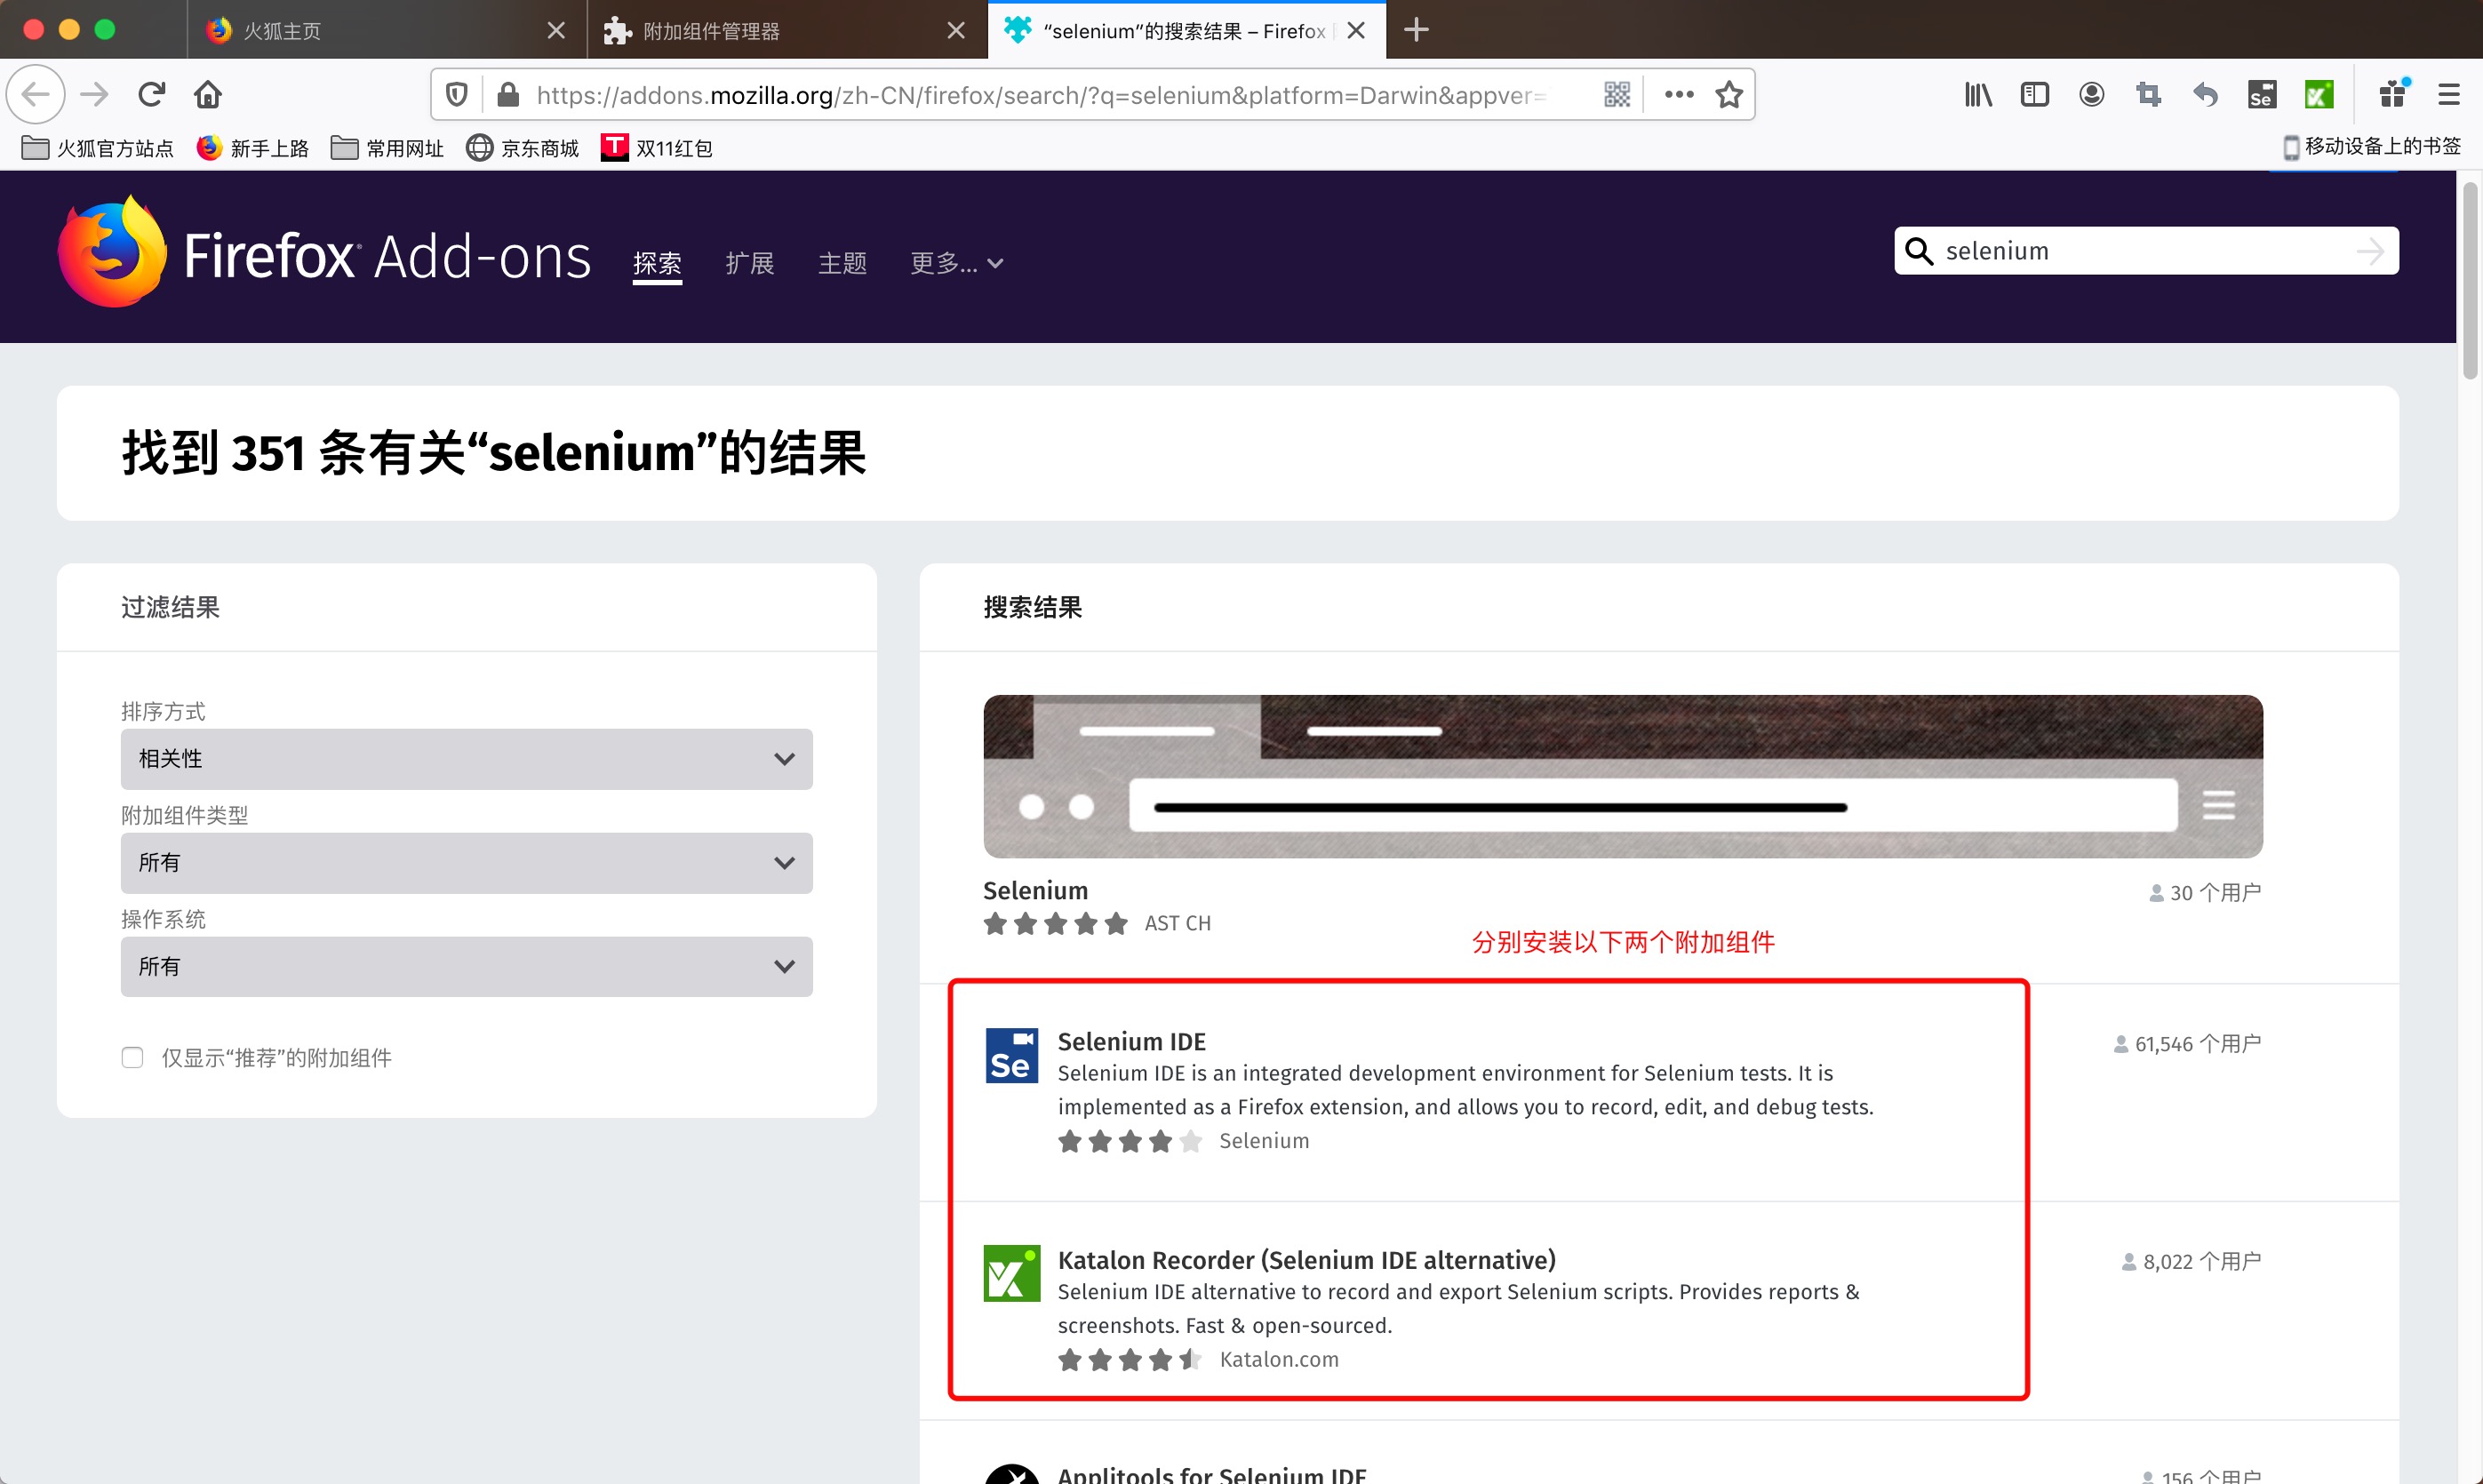 火狐主页
附加组件管理器
“selenium”的搜索结果 – Firefox
https://addons.mozilla.org/zh-CN/firefox/search/?q=selenium&platform=Darwin&appver=
火狐官方站点
新手上路
常用网址
京东商城
双11红包
移动设备上的书签
Firefox Add-ons
探索
扩展
主题
更多...
selenium
找到 351 条有关“selenium”的结果
过滤结果
排序方式
相关性
附加组件类型
所有
操作系统
所有
仅显示“推荐”的附加组件
搜索结果
Selenium
30 个用户
AST CH
分别安装以下两个附加组件
Se
Selenium IDE
61,546 个用户
Selenium IDE is an integrated development environment for Selenium tests. It is
implemented as a Firefox extension, and allows you to record, edit, and debug tests.
Selenium
Katalon Recorder (Selenium IDE alternative)
8,022 个用户
Selenium IDE alternative to record and export Selenium scripts. Provides reports &
screenshots. Fast & open-sourced.
Katalon.com
Applitools for Selenium IDE
156 个用户